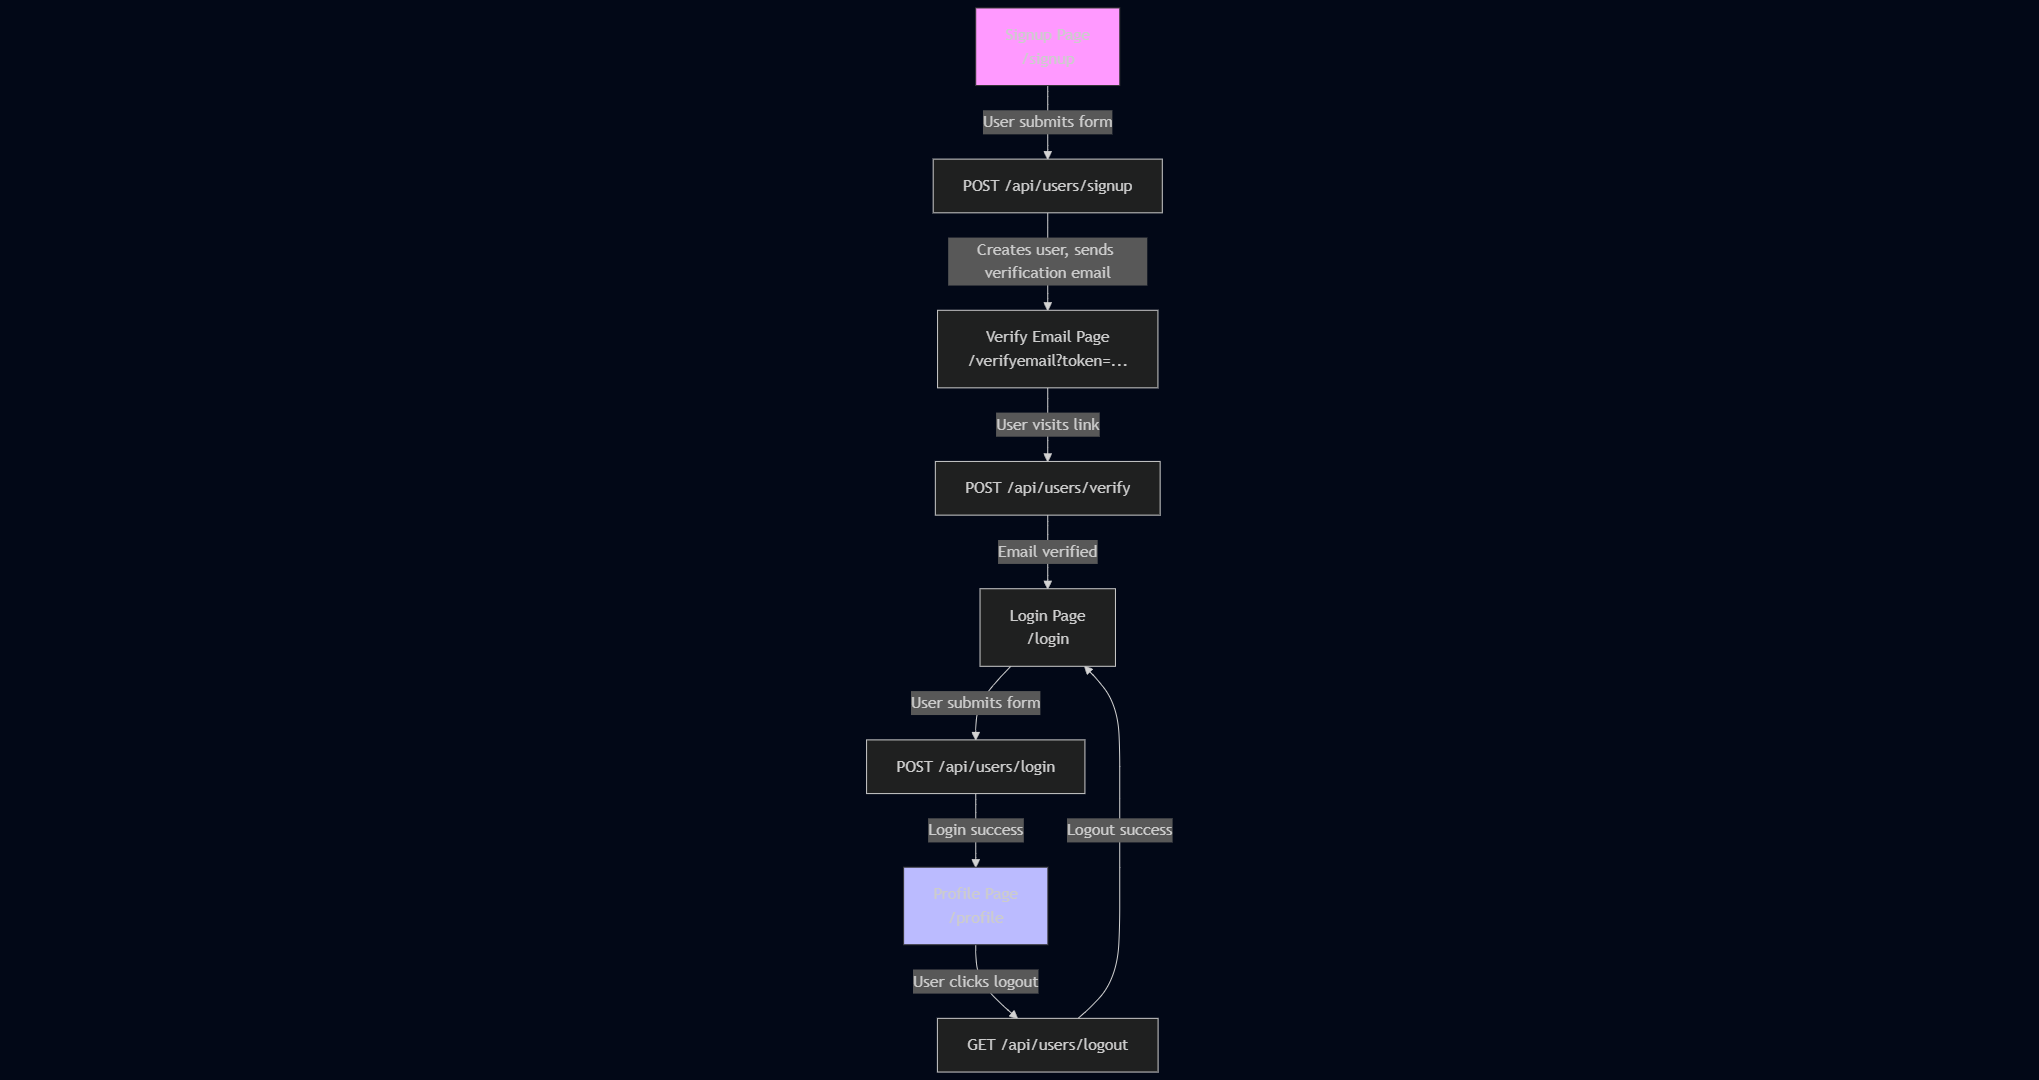 Signup Page
/signup
User submits form
POST /api/users/signup
Creates user, sends
verification email
Verify Email Page
/verifyemail?token=...
User visits link
POST /api/users/verify
Email verified
Login Page
/login
User submits form
POST /api/users/login
Login success
Logout success
Profile Page
/profile
User clicks logout
GET /api/users/logout